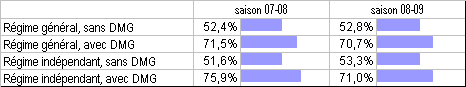 saison 07-08 saison 08-09
Régime général, sans DMG 52,4% 52,8%
Régime général, avec DMG 71,5% 70,7%
Régime indépendant, sans DMG 51,6% 53,3%
Régime indépendant, avec DMG 75,9% 71,0%